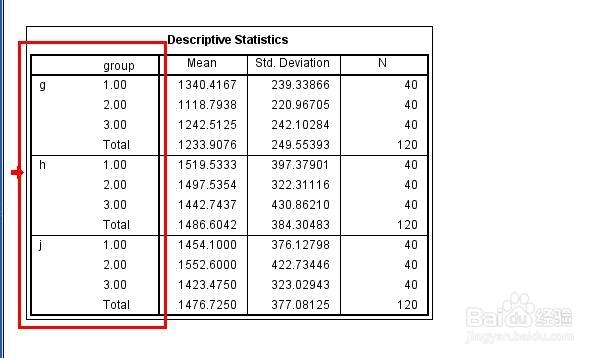 Descriptive Statistics
group Mean Std. Deviation N
g 1.00 1340.4167 239.33866 40
2.00 1118.7938 220.96705 40
3.00 1242.5125 242.10284 40
Total 1233.9076 249.55393 120
h 1.00 1519.5333 397.37901 40
2.00 1497.5354 322.31116 40
3.00 1442.7437 430.86210 40
Total 1486.6042 384.30483 120
j 1.00 1454.1000 376.12798 40
2.00 1552.6000 422.73446 40
3.00 1423.4750 323.02943 40
Total 1476.7250 377.08125 120
Baidu 经验
jingyan.baidu.com